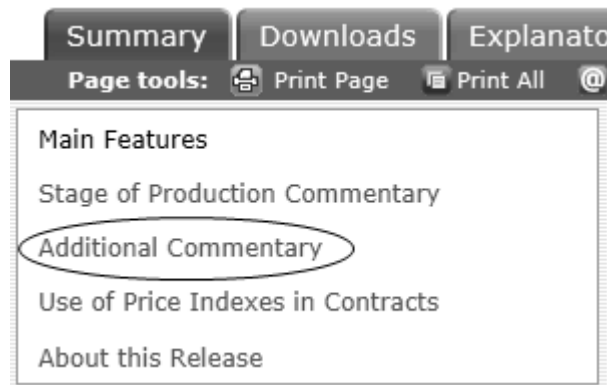 Summary Downloads Explanato
Page tools: Print Page Print All @
Main Features
Stage of Production Commentary
Additional Commentary
Use of Price Indexes in Contracts
About this Release